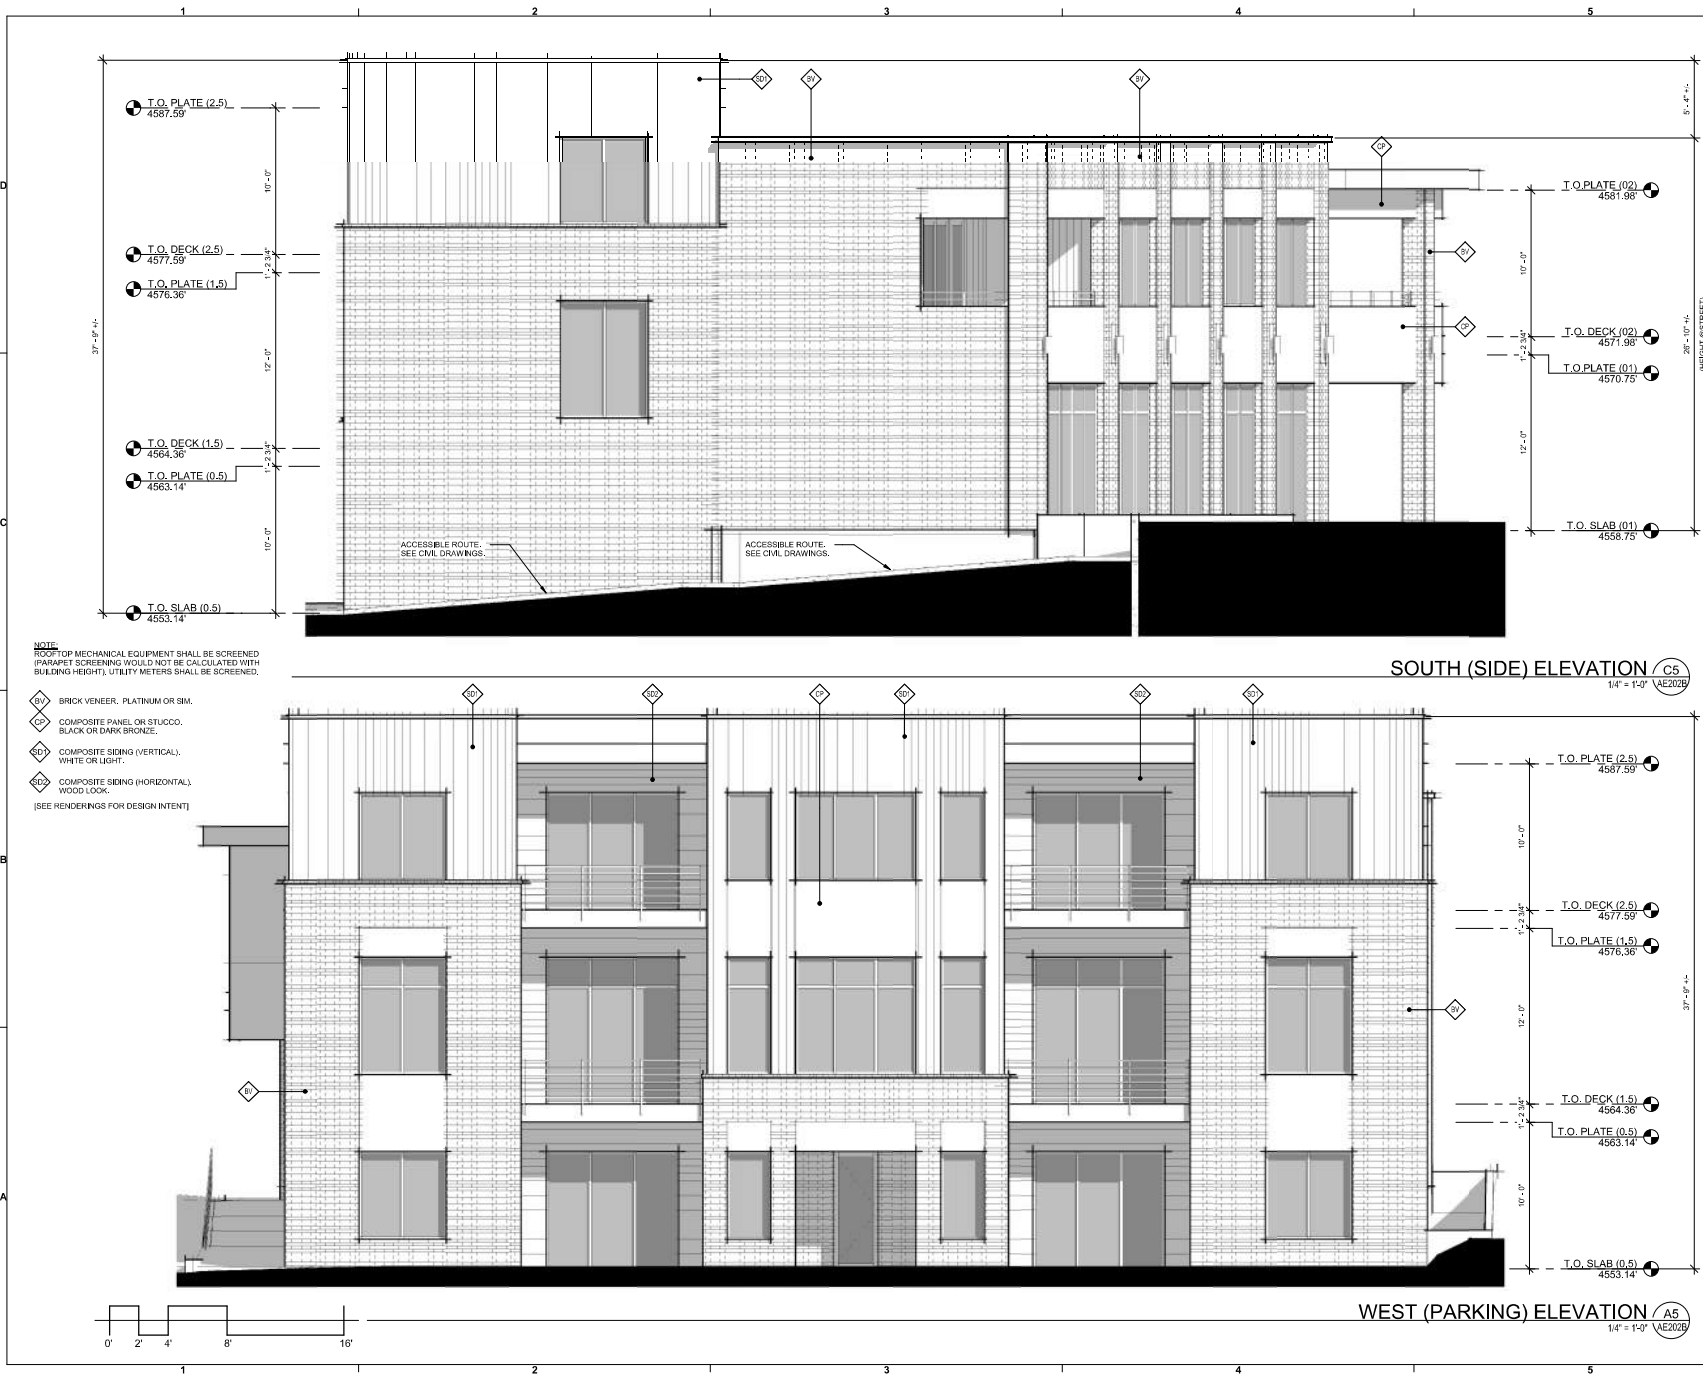 1 2 3 4 5
D
C
B
A
SD1 BV BV
CP
T.O. PLATE (2.5)
4587.59'
T.O. DECK (2.5)
4577.59'
T.O. PLATE (1.5)
4576.36'
T.O. DECK (1.5)
4564.36'
T.O. PLATE (0.5)
4563.14'
T.O. SLAB (0.5)
4553.14'
37' - 9" +/-
10' - 0"
1' - 2 3/4"
12' - 0"
1' - 2 3/4"
10' - 0"
ACCESSIBLE ROUTE.
SEE CIVIL DRAWINGS.
ACCESSIBLE ROUTE.
SEE CIVIL DRAWINGS.
BV
CP
5' - 4" +/-
T.O.PLATE (02)
4581.98'
T.O. DECK (02)
4571.98'
T.O.PLATE (01)
4570.75'
T.O. SLAB (01)
4558.75'
10' - 0"
1' - 2 3/4"
12' - 0"
26' - 10" +/-
(HEIGHT @STREET)
SOUTH (SIDE) ELEVATION C5
1/4" = 1'-0" AE202B
NOTE:
ROOFTOP MECHANICAL EQUIPMENT SHALL BE SCREENED
(PARAPET SCREENING WOULD NOT BE CALCULATED WITH
BUILDING HEIGHT). UTILITY METERS SHALL BE SCREENED.
BV BRICK VENEER. PLATINUM OR SIM.
CP COMPOSITE PANEL OR STUCCO.
BLACK OR DARK BRONZE.
SD1 COMPOSITE SIDING (VERTICAL).
WHITE OR LIGHT.
SD2 COMPOSITE SIDING (HORIZONTAL).
WOOD LOOK.
[SEE RENDERINGS FOR DESIGN INTENT]
SD1 SD2 CP SD1 SD2 SD1
BV
BV
T.O. PLATE (2.5)
4587.59'
T.O. DECK (2.5)
4577.59'
T.O. PLATE (1.5)
4576.36'
T.O. DECK (1.5)
4564.36'
T.O. PLATE (0.5)
4563.14'
T.O. SLAB (0.5)
4553.14'
10' - 0"
1' - 2 3/4"
12' - 0"
1' - 2 3/4"
10' - 0"
37' - 9" +/-
WEST (PARKING) ELEVATION A5
1/4" = 1'-0" AE202B
0' 2' 4' 8' 16'
1 2 3 4 5